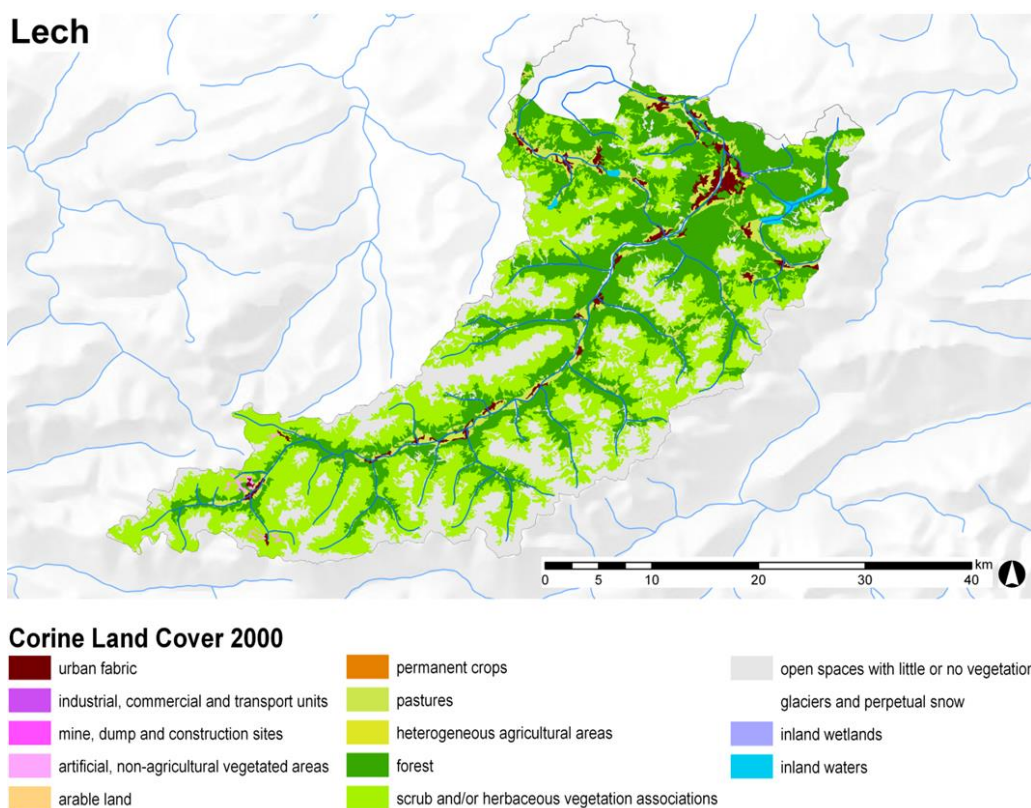 Lech
km
0 5 10 20 30 40
Corine Land Cover 2000
urban fabric
industrial, commercial and transport units
mine, dump and construction sites
artificial, non-agricultural vegetated areas
arable land
permanent crops
pastures
heterogeneous agricultural areas
forest
scrub and/or herbaceous vegetation associations
open spaces with little or no vegetation
glaciers and perpetual snow
inland wetlands
inland waters